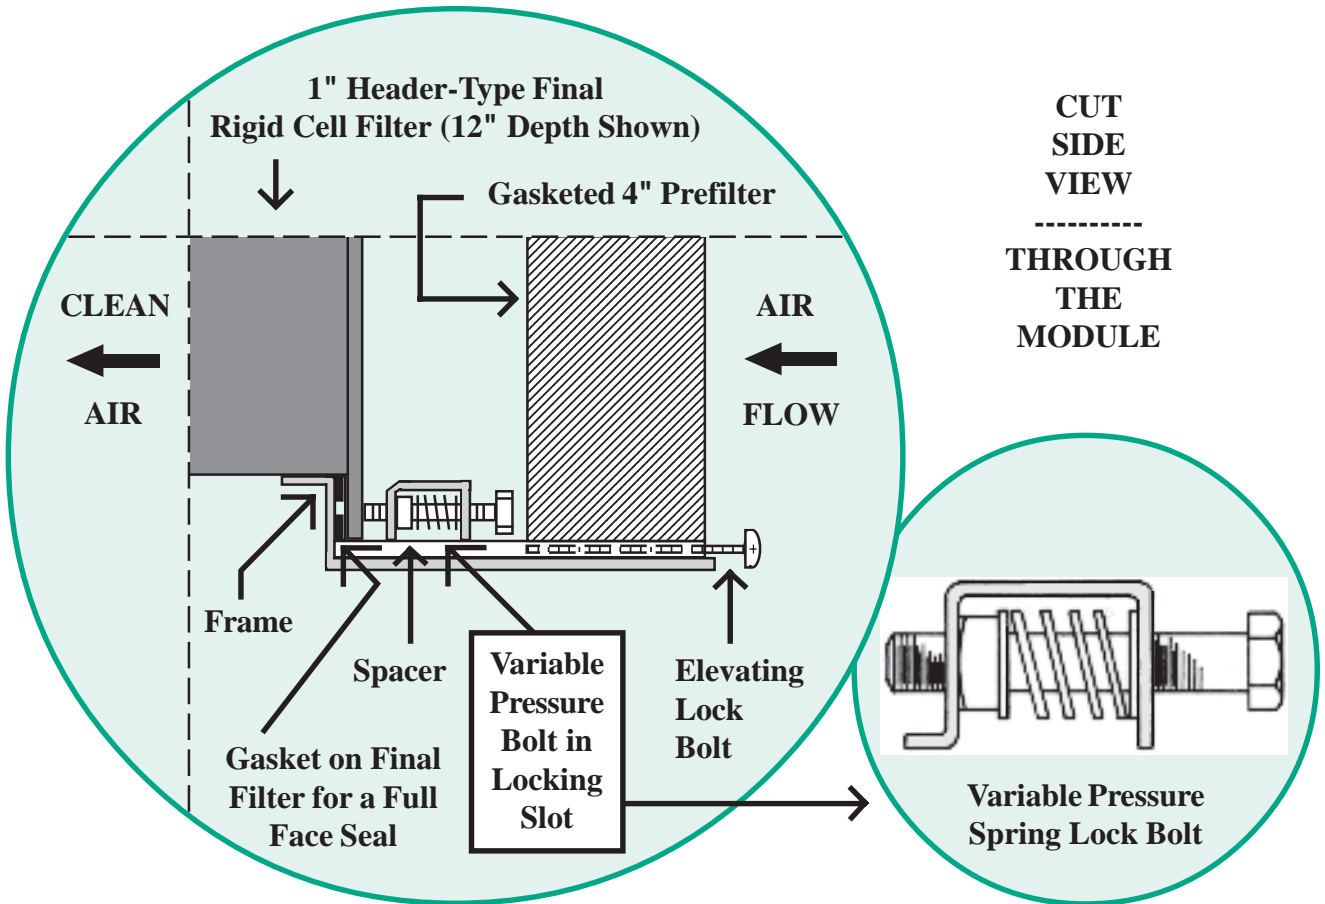 1" Header-Type Final
Rigid Cell Filter (12" Depth Shown)
Gasketed 4" Prefilter
CLEAN
AIR
AIR
FLOW
Frame
Spacer
Gasket on Final
Filter for a Full
Face Seal
Variable
Pressure
Bolt in
Locking
Slot
Elevating
Lock
Bolt
CUT
SIDE
VIEW
----------
THROUGH
THE
MODULE
Variable Pressure
Spring Lock Bolt